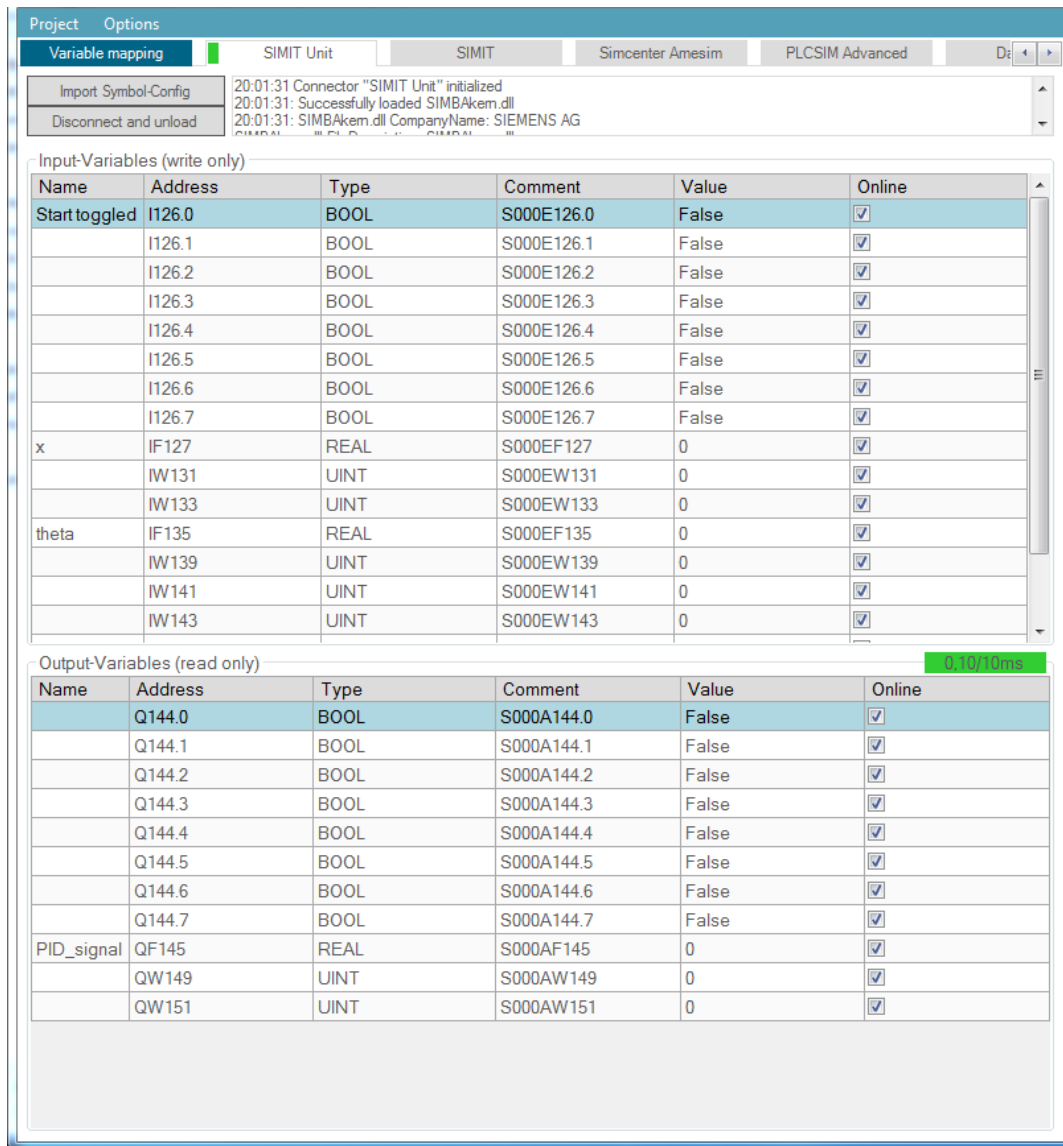 Project Options
Variable mapping SIMIT Unit SIMIT Simcenter Amesim PLCSIM Advanced
Import Symbol-Config
Disconnect and unload
20:01:31 Connector "SIMIT Unit" initialized
20:01:31: Successfully loaded SIMBAkern.dll
20:01:31: SIMBAkern.dll CompanyName: SIEMENS AG
Input-Variables (write only)
Name Address Type Comment Value Online
Start toggled I126.0 BOOL S000E126.0 False
I126.1 BOOL S000E126.1 False
I126.2 BOOL S000E126.2 False
I126.3 BOOL S000E126.3 False
I126.4 BOOL S000E126.4 False
I126.5 BOOL S000E126.5 False
I126.6 BOOL S000E126.6 False
I126.7 BOOL S000E126.7 False
x IF127 REAL S000EF127 0
IW131 UINT S000EW131 0
IW133 UINT S000EW133 0
theta IF135 REAL S000EF135 0
IW139 UINT S000EW139 0
IW141 UINT S000EW141 0
IW143 UINT S000EW143 0
Output-Variables (read only) 0,10/10ms
Name Address Type Comment Value Online
Q144.0 BOOL S000A144.0 False
Q144.1 BOOL S000A144.1 False
Q144.2 BOOL S000A144.2 False
Q144.3 BOOL S000A144.3 False
Q144.4 BOOL S000A144.4 False
Q144.5 BOOL S000A144.5 False
Q144.6 BOOL S000A144.6 False
Q144.7 BOOL S000A144.7 False
PID_signal QF145 REAL S000AF145 0
QW149 UINT S000AW149 0
QW151 UINT S000AW151 0